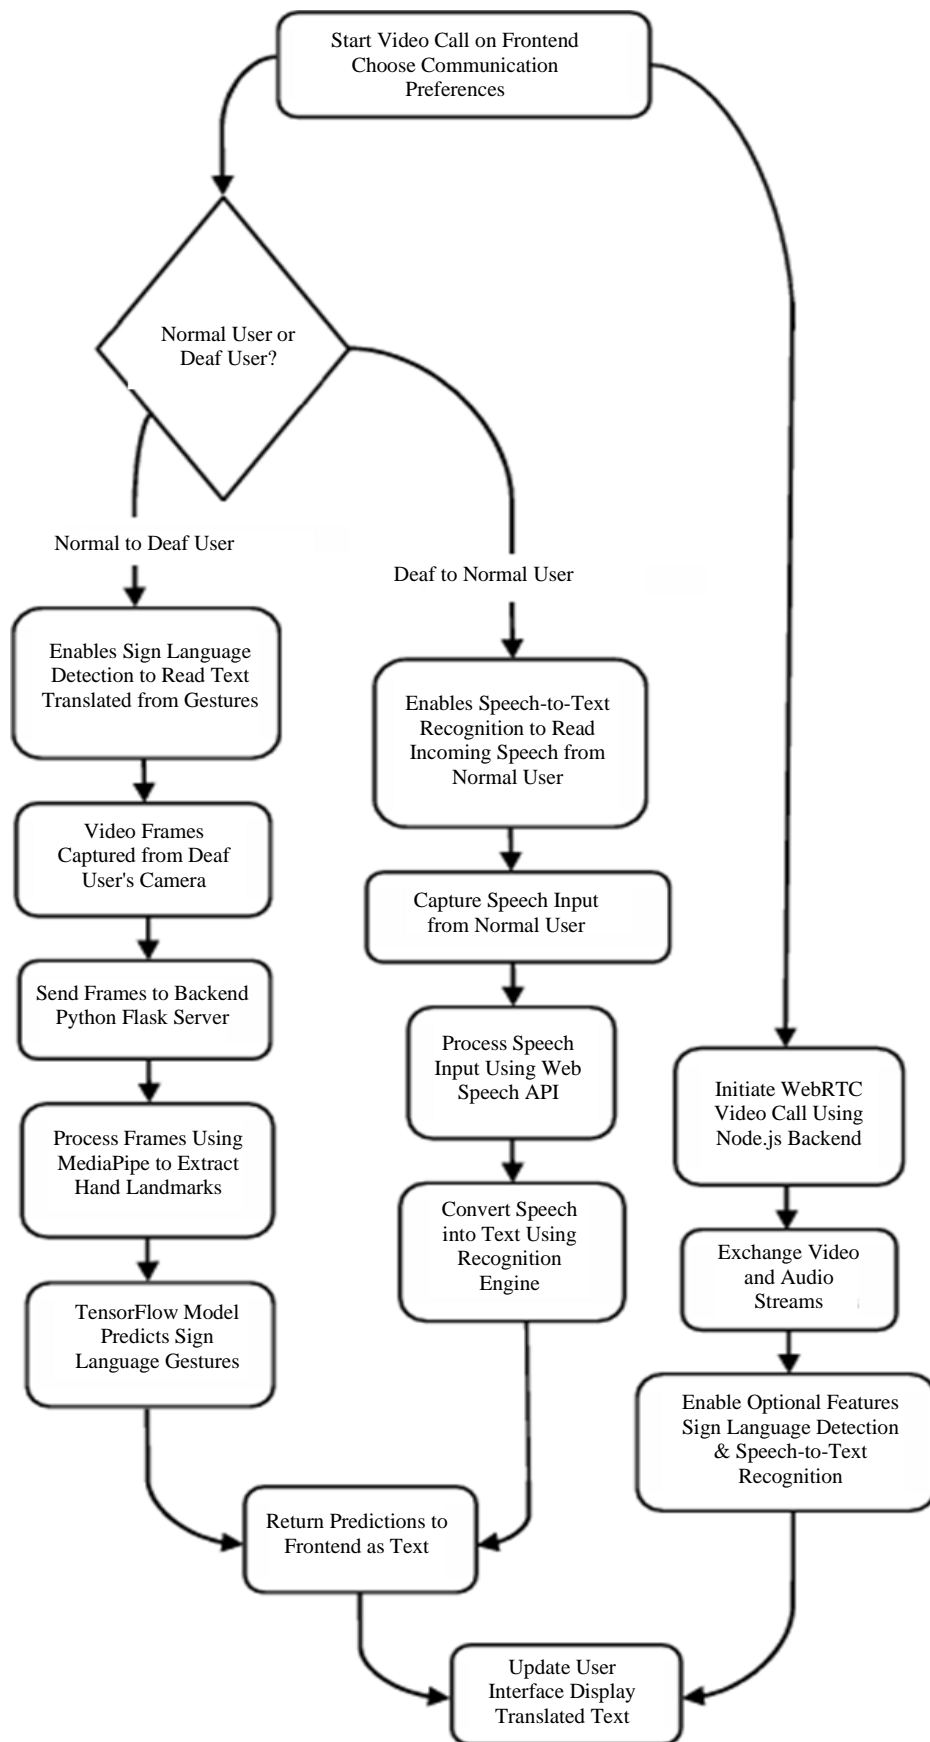 Start Video Call on Frontend
Choose Communication
Preferences
Normal User or
Deaf User?
Normal to Deaf User
Enables Sign Language
Detection to Read Text
Translated from Gestures
Video Frames
Captured from Deaf
User's Camera
Send Frames to Backend
Python Flask Server
Process Frames Using
MediaPipe to Extract
Hand Landmarks
TensorFlow Model
Predicts Sign
Language Gestures
Deaf to Normal User
Enables Speech-to-Text
Recognition to Read
Incoming Speech from
Normal User
Capture Speech Input
from Normal User
Process Speech
Input Using Web
Speech API
Convert Speech
into Text Using
Recognition
Engine
Return Predictions to
Frontend as Text
Initiate WebRTC
Video Call Using
Node.js Backend
Exchange Video
and Audio
Streams
Enable Optional Features
Sign Language Detection
& Speech-to-Text
Recognition
Update User
Interface Display
Translated Text